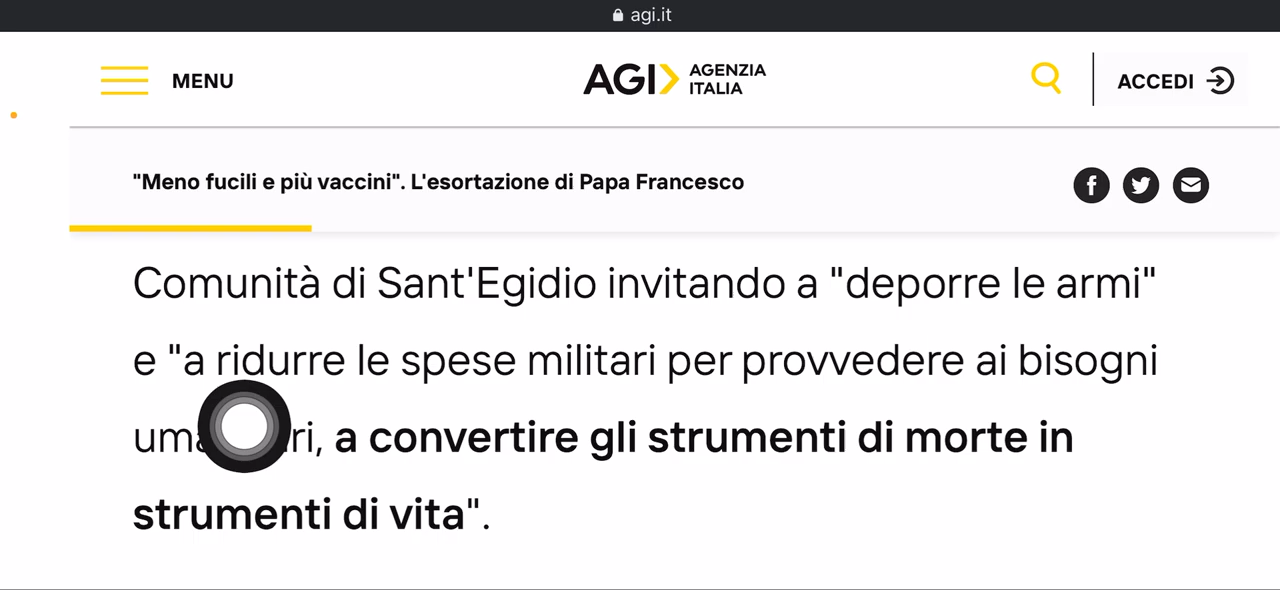 agi.it
MENU
AGI AGENZIA
ITALIA
ACCEDI
"Meno fucili e più vaccini". L'esortazione di Papa Francesco
Comunità di Sant'Egidio invitando a "deporre le armi"
e "a ridurre le spese militari per provvedere ai bisogni
a convertire gli strumenti di morte in
strumenti di vita".